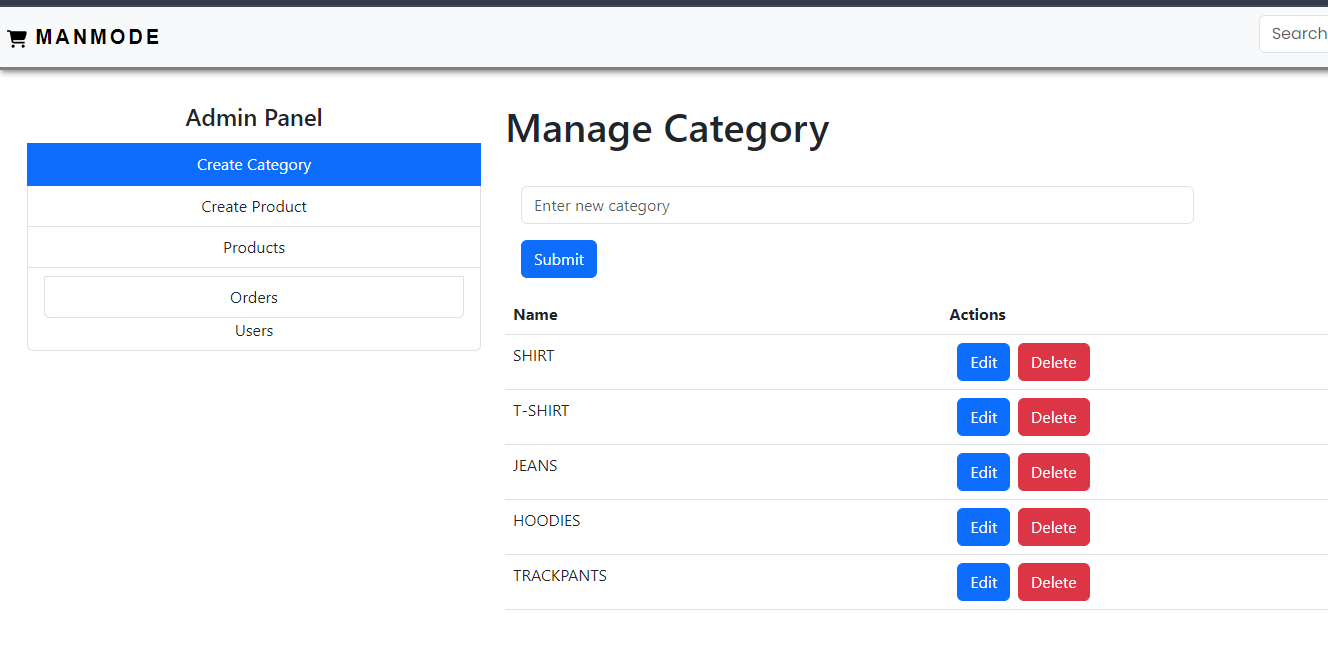 MANMODE
Search
Admin Panel
Create Category
Create Product
Products
Orders
Users
Manage Category
Enter new category
Submit
Name Actions
SHIRT Edit Delete
T-SHIRT Edit Delete
JEANS Edit Delete
HOODIES Edit Delete
TRACKPANTS Edit Delete